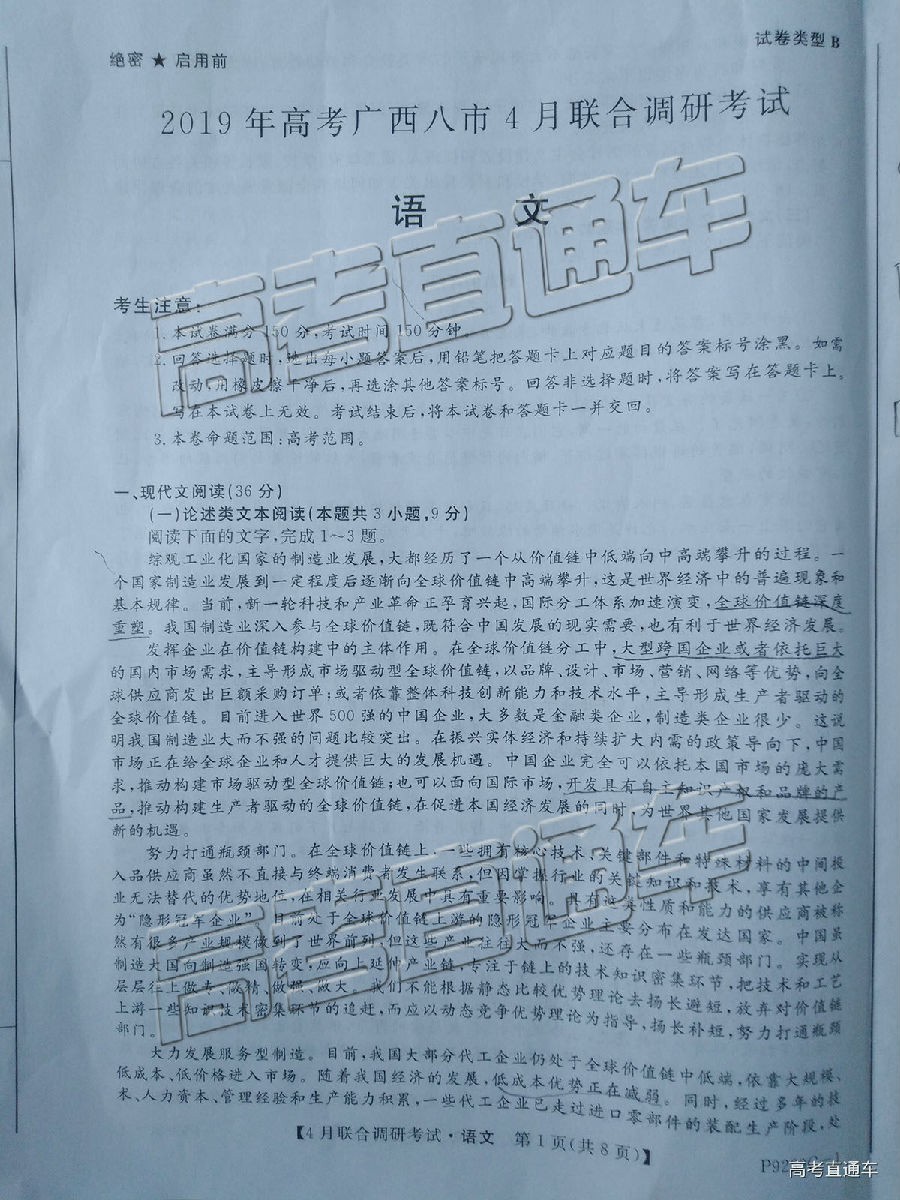 绝密 ★ 启用前
试卷类型 B
2019 年高考广西八市 4 月联合调研考试
语 文
考生注意:
1. 本试卷满分 150 分,考试时间 150 分钟。
2. 回答选择题时,选出每小题答案后,用铅笔把答题卡上对应题目的答案标号涂黑。如需
改动,用橡皮擦干净后,再选涂其他答案标号。回答非选择题时,将答案写在答题卡上。
写在本试卷上无效。考试结束后,将本试卷和答题卡一并交回。
3. 本卷命题范围:高考范围。
一、现代文阅读(36 分)
(一)论述类文本阅读(本题共 3 小题,9 分)
阅读下面的文字,完成 1~3 题。
综观工业化国家的制造业发展,大都经历了一个从价值链中低端向中高端攀升的过程。一
个国家制造业发展到一定程度后逐渐向全球价值链中高端攀升,这是世界经济中的普遍现象和
基本规律。当前,新一轮科技和产业革命正孕育兴起,国际分工体系加速演变,全球价值链深度
重塑。我国制造业深入参与全球价值链,既符合中国发展的现实需要,也有利于世界经济发展。
发挥企业在价值链构建中的主体作用。在全球价值链分工中,大型跨国企业或者依托巨大
的国内市场需求,主导形成市场驱动型全球价值链,以品牌、设计、市场、营销、网络等优势,向全
球供应商发出巨额采购订单;或者依靠整体科技创新能力和技术水平,主导形成生产者驱动的
全球价值链。目前进入世界 500 强的中国企业,大多数是金融类企业,制造类企业很少。这说
明我国制造业大而不强的问题比较突出。在振兴实体经济和持续扩大内需的政策导向下,中国
市场正在给全球企业和人才提供巨大的发展机遇。中国企业完全可以依托本国市场的庞大需
求,推动构建市场驱动型全球价值链;也可以面向国际市场,开发具有自主知识产权和品牌的产
品,推动构建生产者驱动的全球价值链,在促进本国经济发展的同时,为世界其他国家发展提供
新的机遇。
努力打通瓶颈部门。在全球价值链上,一些拥有核心技术、关键部件和特殊材料的中间投
入品供应商虽然不直接与终端消费者发生联系,但因掌握行业的关键知识和技术,享有其他企
业无法替代的优势地位,在相关行业发展中具有重要影响。具有这类性质和能力的供应商被称
为“隐形冠军企业”。目前处于全球价值链上游的隐形冠军企业主要分布在发达国家。中国虽
然有很多产业规模做到了世界前列,但这些产业往往大而不强,还存在一些瓶颈部门。实现从
制造大国向制造强国转变,应向上延伸产业链,专注于链上的技术知识密集环节,把技术和工艺
层层往上做专、做精、做强、做大。我们不能根据静态比较优势理论去扬长避短,放弃对价值链
上游一些知识技术密集环节的追赶,而应以动态竞争优势理论为指导,扬长补短,努力打通瓶颈
部门。
大力发展服务型制造。目前,我国大部分代工企业仍处于全球价值链中低端,依靠大规模、
低成本、低价格进入市场。随着我国经济的发展,低成本优势正在减弱。同时,经过多年的技
术、人力资本、管理经验和生产能力积累,一些代工企业已走过进口零部件的装配生产阶段,处
【4 月联合调研考试·语文 第 1 页(共 8 页)】
高考直通车
高考直通车
高考直通车